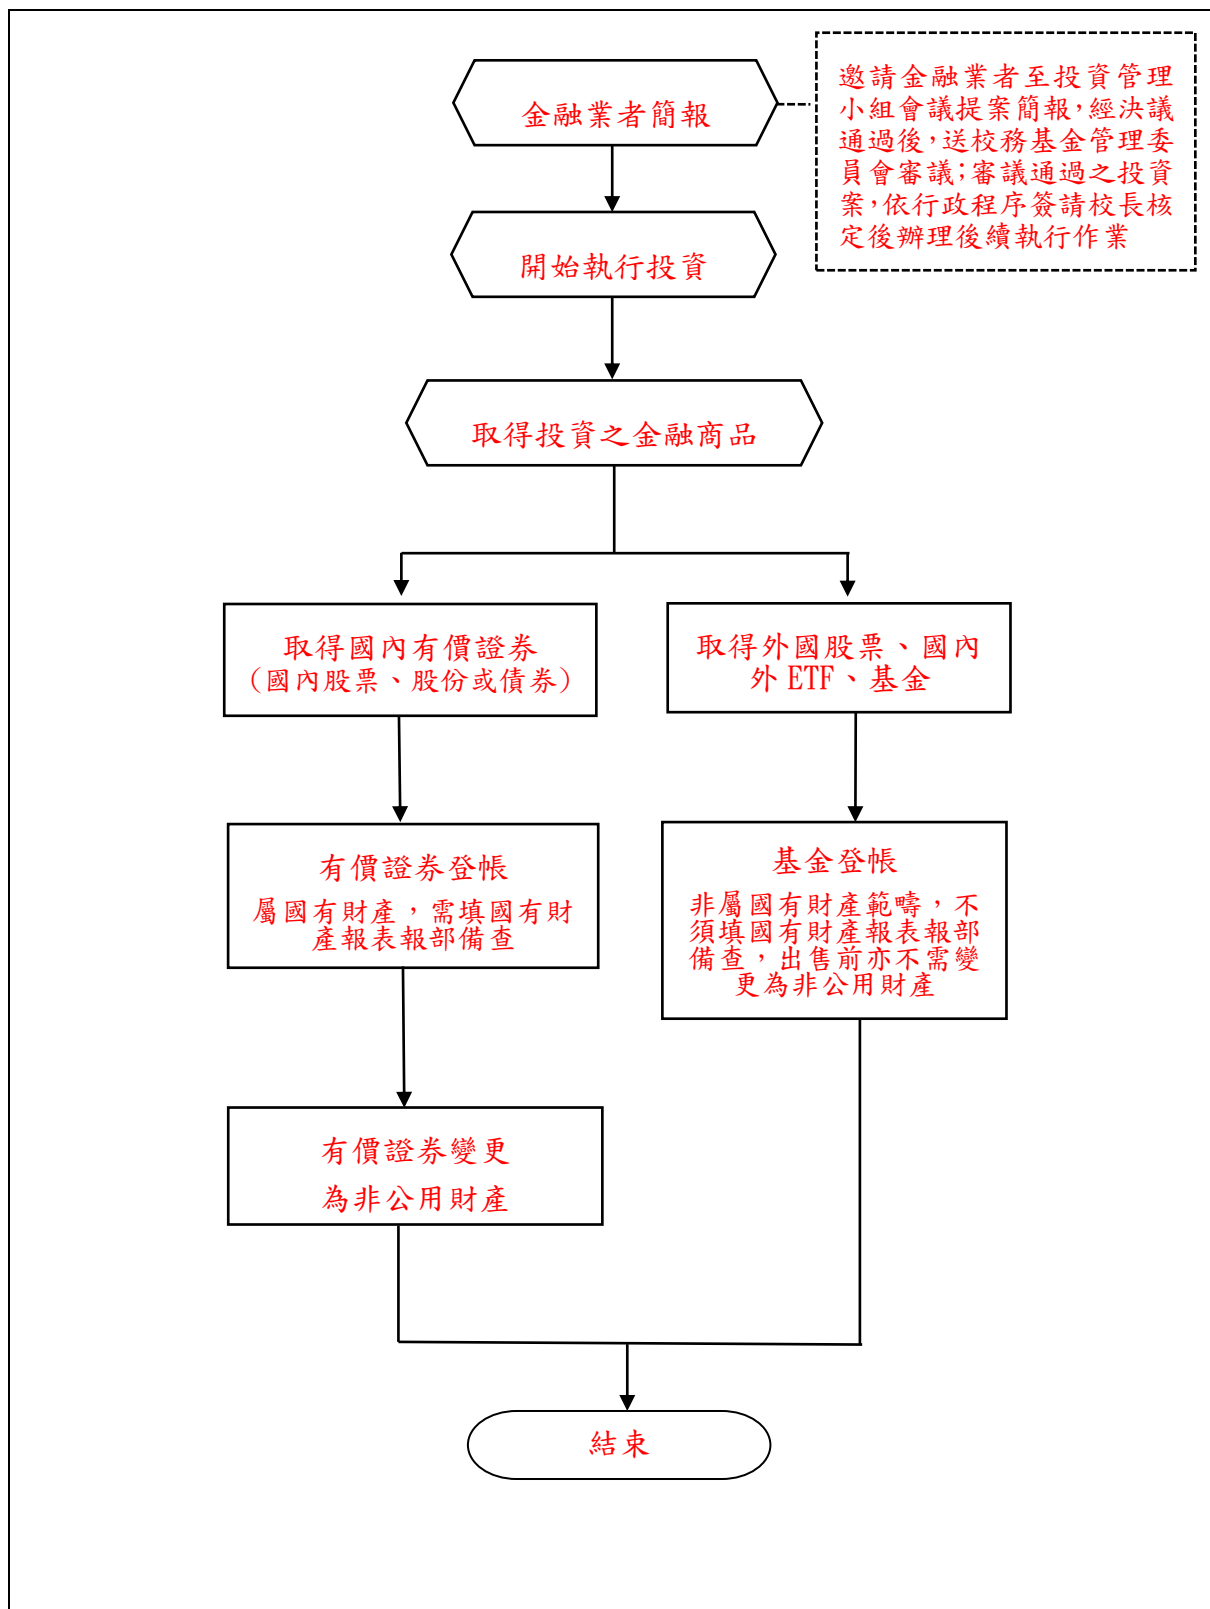 金融業者簡報
邀請金融業者至投資管理
小組會議提案簡報，經決議
通過後，送校務基金管理委
員會審議；審議通過之投資
案，依行政程序簽請校長核
定後辦理後續執行作業
開始執行投資
取得投資之金融商品
取得國內有價證券
（國內股票、股份或債券）
取得外國股票、國內
外 ETF、基金
有價證券登帳
屬國有財產，需填國有財
產報表報部備查
基金登帳
非屬國有財產範疇，不
須填國有財產報表報部
備查，出售前亦不需變
更為非公用財產
有價證券變更
為非公用財產
結束